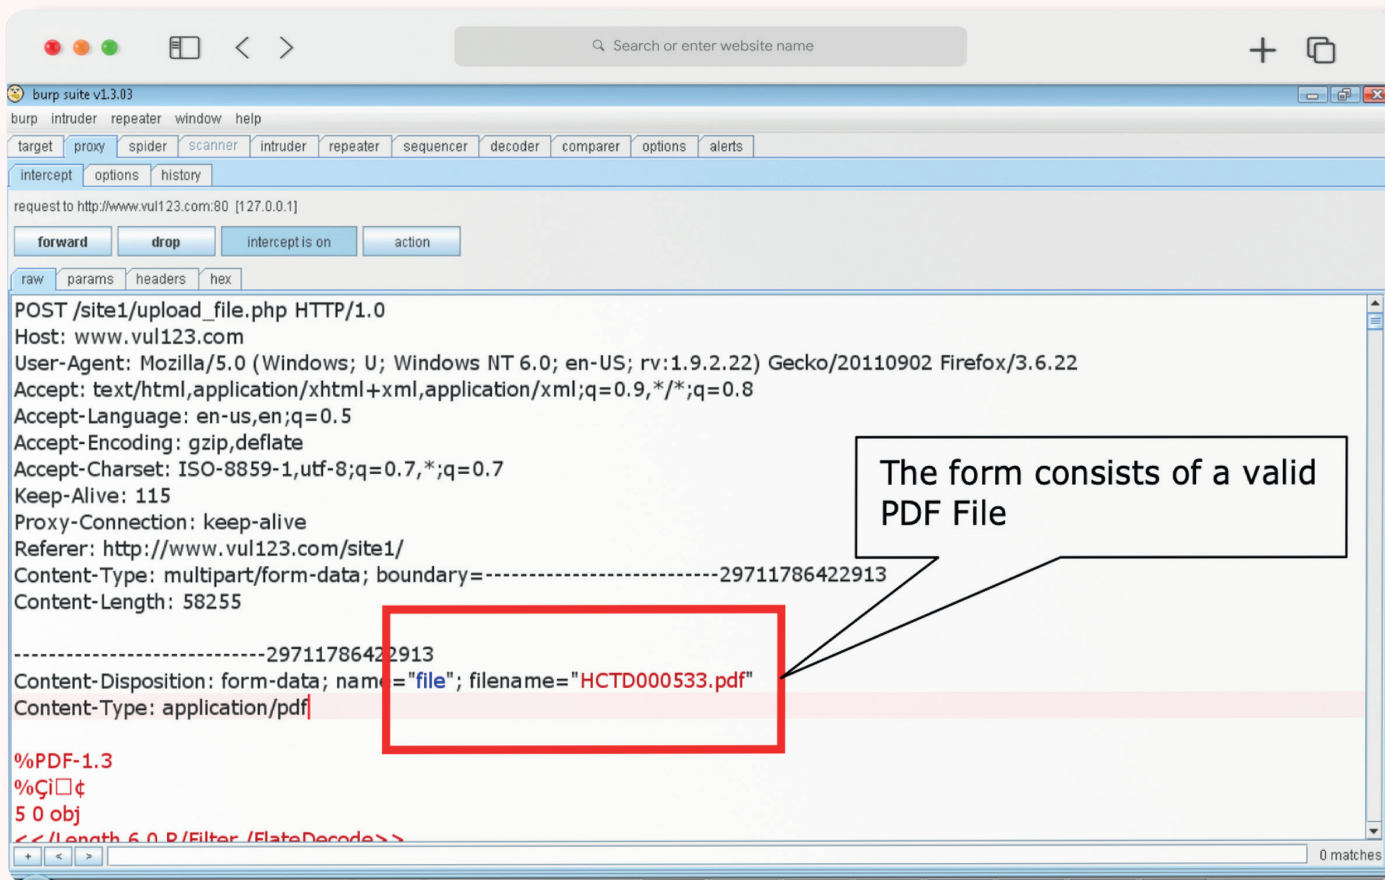 Search or enter website name
burp suite v1.3.03
burp intruder repeater window help
target proxy spider scanner intruder repeater sequencer decoder comparer options alerts
intercept options history
request to http://www.vul123.com:80 [127.0.0.1]
forward drop intercept is on action
raw params headers hex
POST /site1/upload_file.php HTTP/1.0
Host: www.vul123.com
User-Agent: Mozilla/5.0 (Windows; U; Windows NT 6.0; en-US; rv:1.9.2.22) Gecko/20110902 Firefox/3.6.22
Accept: text/html,application/xhtml+xml,application/xml;q=0.9,*/*;q=0.8
Accept-Language: en-us,en;q=0.5
Accept-Encoding: gzip,deflate
Accept-Charset: ISO-8859-1,utf-8;q=0.7,*;q=0.7
Keep-Alive: 115
Proxy-Connection: keep-alive
Referer: http://www.vul123.com/site1/
Content-Type: multipart/form-data; boundary=---------------------------29711786422913
Content-Length: 58255
The form consists of a valid
PDF File
-----------------------------29711786422913
Content-Disposition: form-data; name="file"; filename="HCTD000533.pdf"
Content-Type: application/pdf
%PDF-1.3
%Çì□¢
5 0 obj
<</Length 6 0 R/Filter /FlateDecode>>
+ < > 0 matches